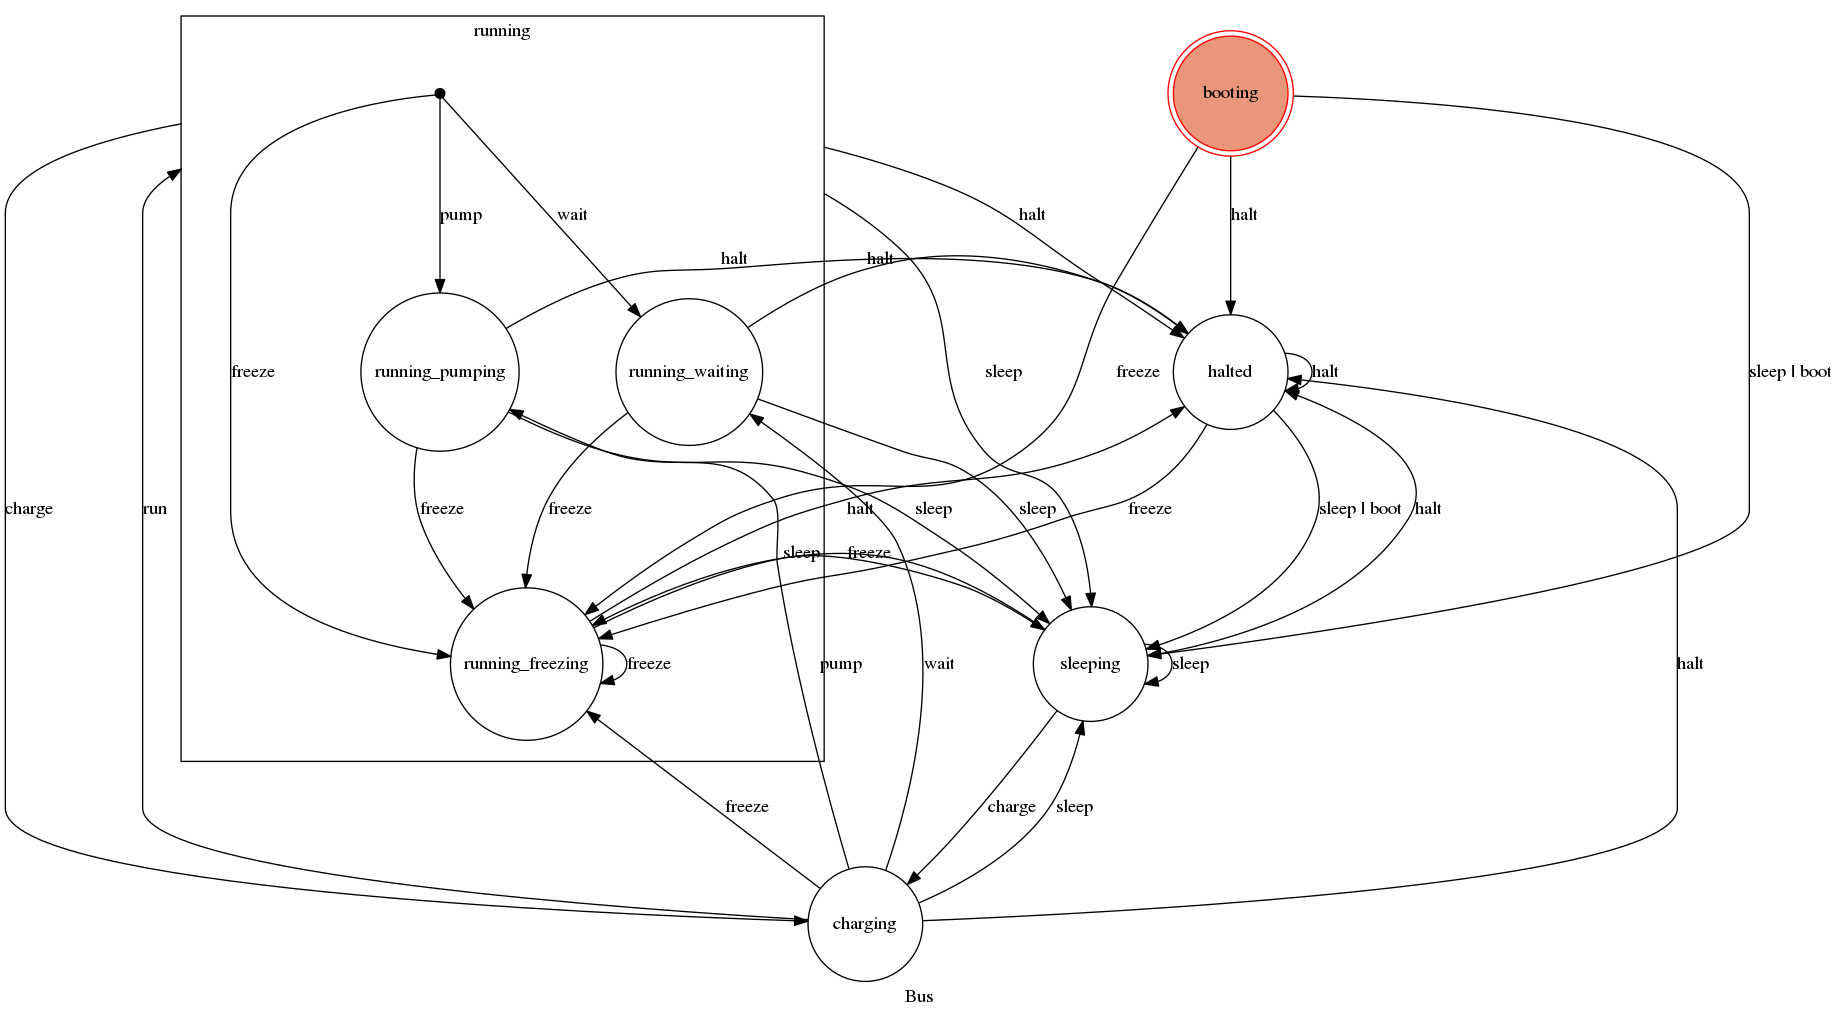 running
booting
pump
wait
halt
halt
halt
halt
freeze
running_pumping
running_waiting
sleep
freeze
halted
halt
sleep | boot
charge
run
freeze
freeze
halt
sleep
sleep
freeze
sleep | boot
halt
sleep
freeze
running_freezing
freeze
pump
wait
sleeping
sleep
halt
freeze
charge
sleep
charging
Bus